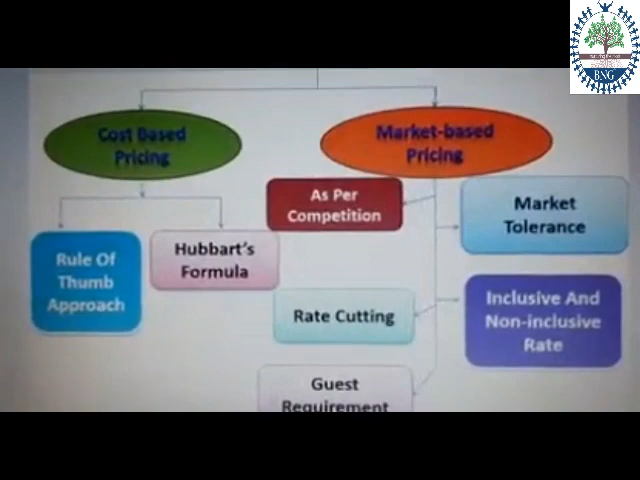 BNG
Cost Based
Pricing
Market-based
Pricing
As Per
Competition
Market
Tolerance
Rule Of
Thumb
Approach
Hubbart's
Formula
Rate Cutting
Inclusive And
Non-inclusive
Rate
Guest
Requirement